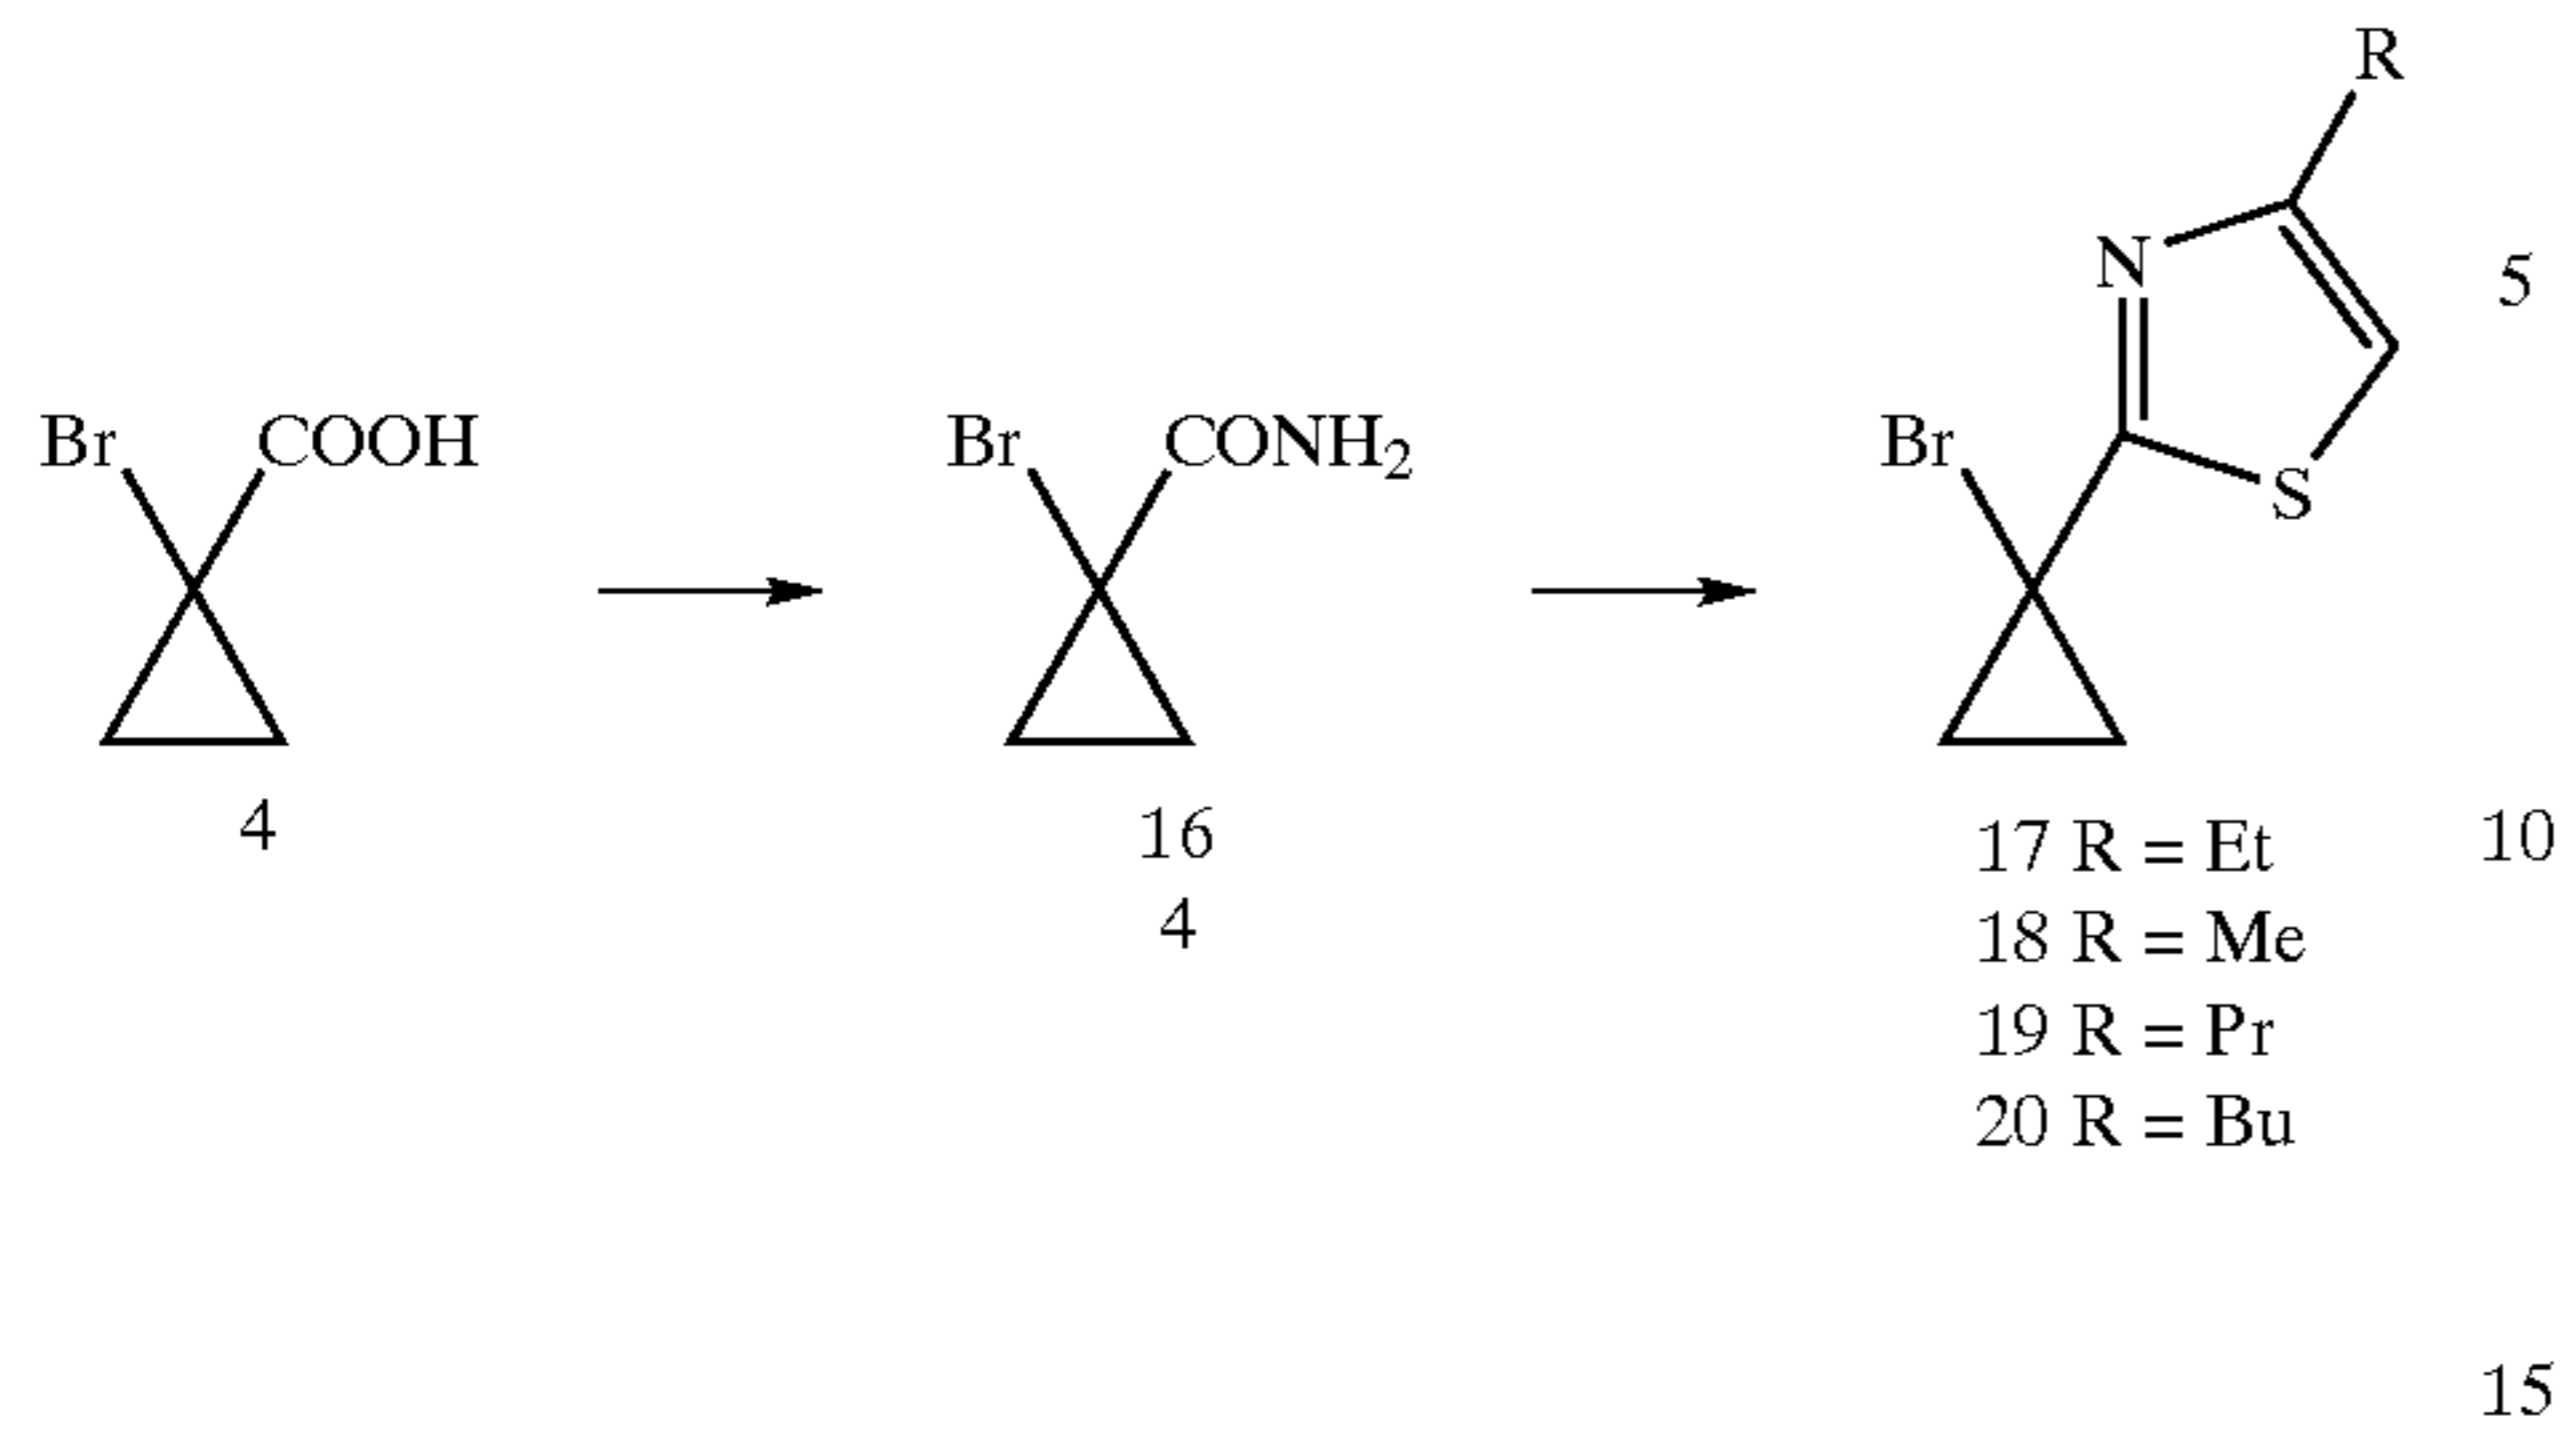 R
N
5
Br COOH
Br CONH₂
Br
S
4
16
4
17 R = Et
10
18 R = Me
19 R = Pr
20 R = Bu
15